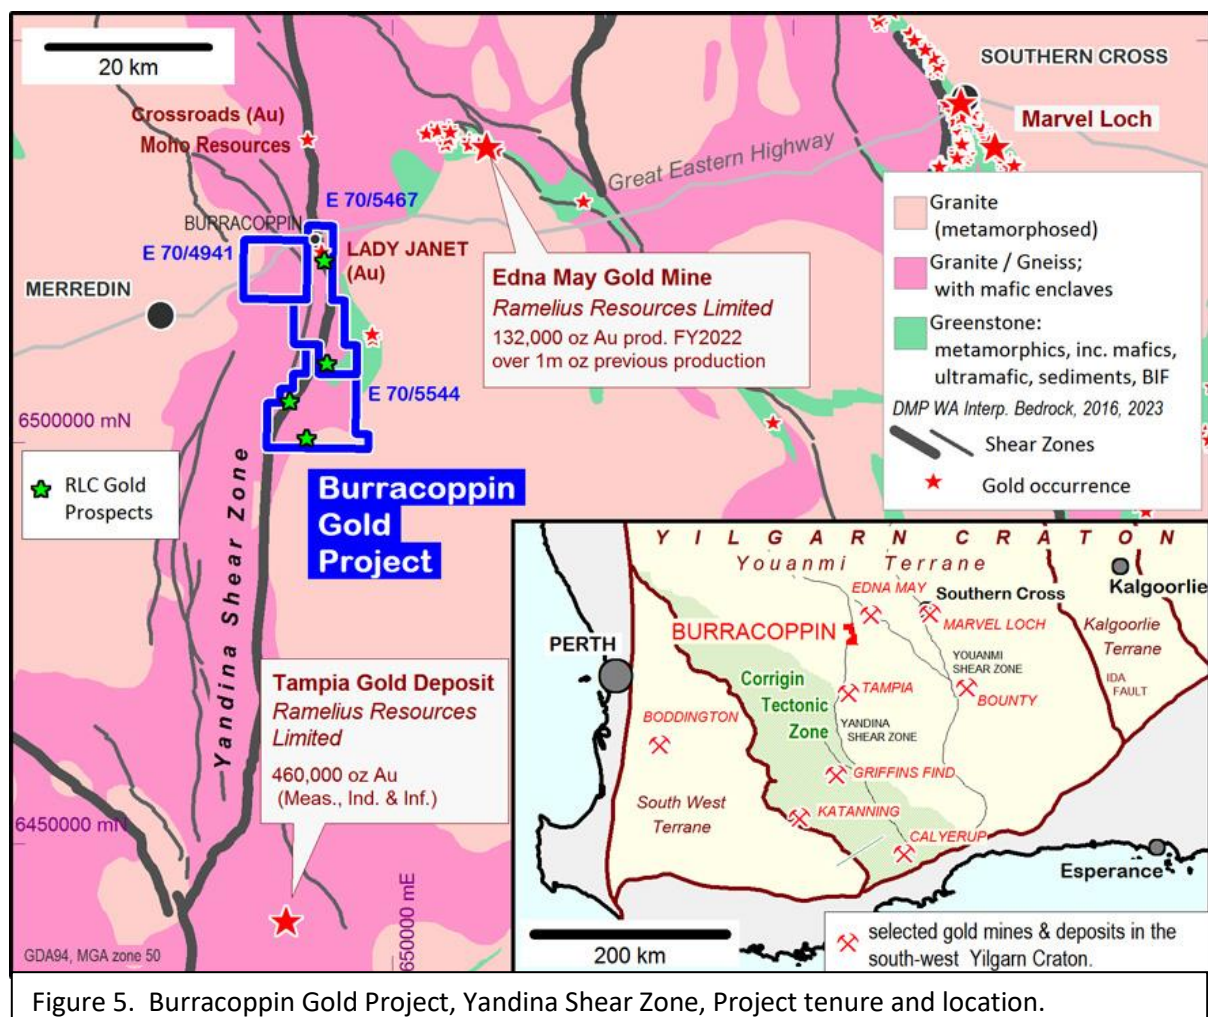 20 km
SOUTHERN CROSS
Marvel Loch
Crossroads (Au)
Moho Resources
Great Eastern Highway
E 70/5467
BURRACOPPIN
E 70/4941
LADY JANET
(Au)
MERREDIN
Edna May Gold Mine
Ramelius Resources Limited
132,000 oz Au prod. FY2022
over 1m oz previous production
Granite
(metamorphosed)
Granite / Gneiss;
with mafic enclaves
Greenstone:
metamorphics, inc. mafics,
ultramafic, sediments, BIF
DMP WA Interp. Bedrock, 2016, 2023
Shear Zones
Gold occurrence
E 70/5544
6500000 mN
RLC Gold
Prospects
Yandina Shear Zone
Burracoppin
Gold
Project
Tampia Gold Deposit
Ramelius Resources
Limited
460,000 oz Au
(Meas., Ind. & Inf.)
6450000 mN
650000 mE
GDA94, MGA zone 50
YILGARN CRATON
Youanmi Terrane
Kalgoorlie
EDNA MAY
Southern Cross
MARVEL LOCH
BURRACOPPIN
PERTH
Kalgoorlie
Terrane
YOUANMI
SHEAR ZONE
IDA
FAULT
Corrigin
Tectonic
Zone
TAMPIA
BOUNTY
BODDINGTON
YANDINA
SHEAR ZONE
GRIFFINS FIND
South West
Terrane
KATANNING
CALYERUP
Esperance
200 km
selected gold mines & deposits in the
south-west Yilgarn Craton.
Figure 5. Burracoppin Gold Project, Yandina Shear Zone, Project tenure and location.